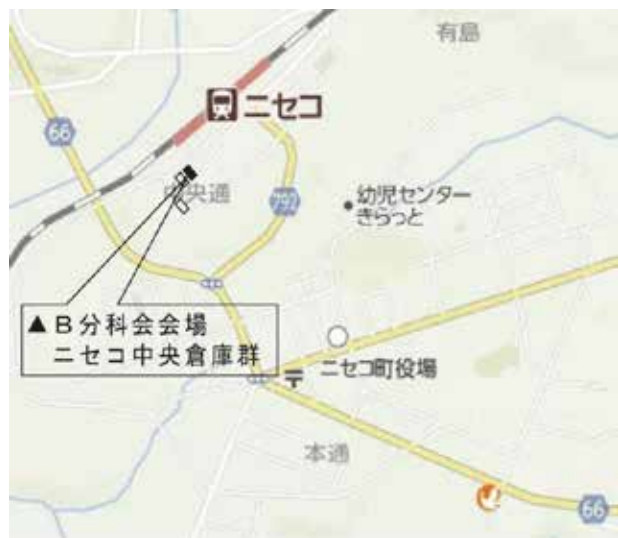 有島
ニセコ
66
中央通
792
幼児センター
きらっと
▲B分科会会場
ニセコ中央倉庫群
〒
ニセコ町役場
本通
66